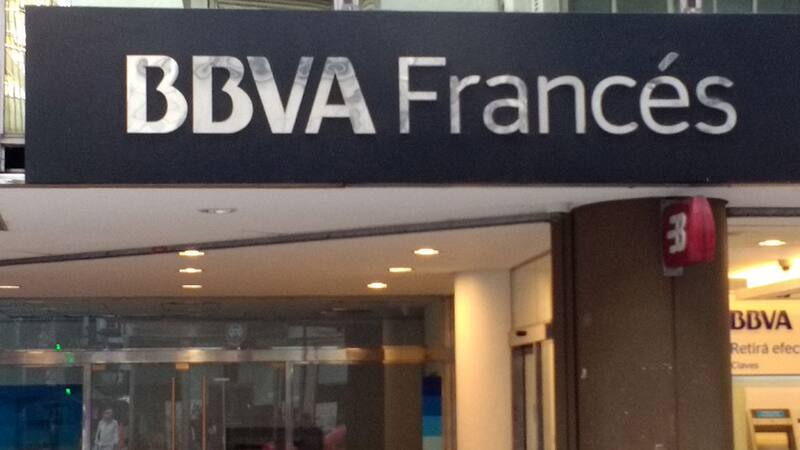 BBVA Francés
B
BBVA
Retirá efec
Claves